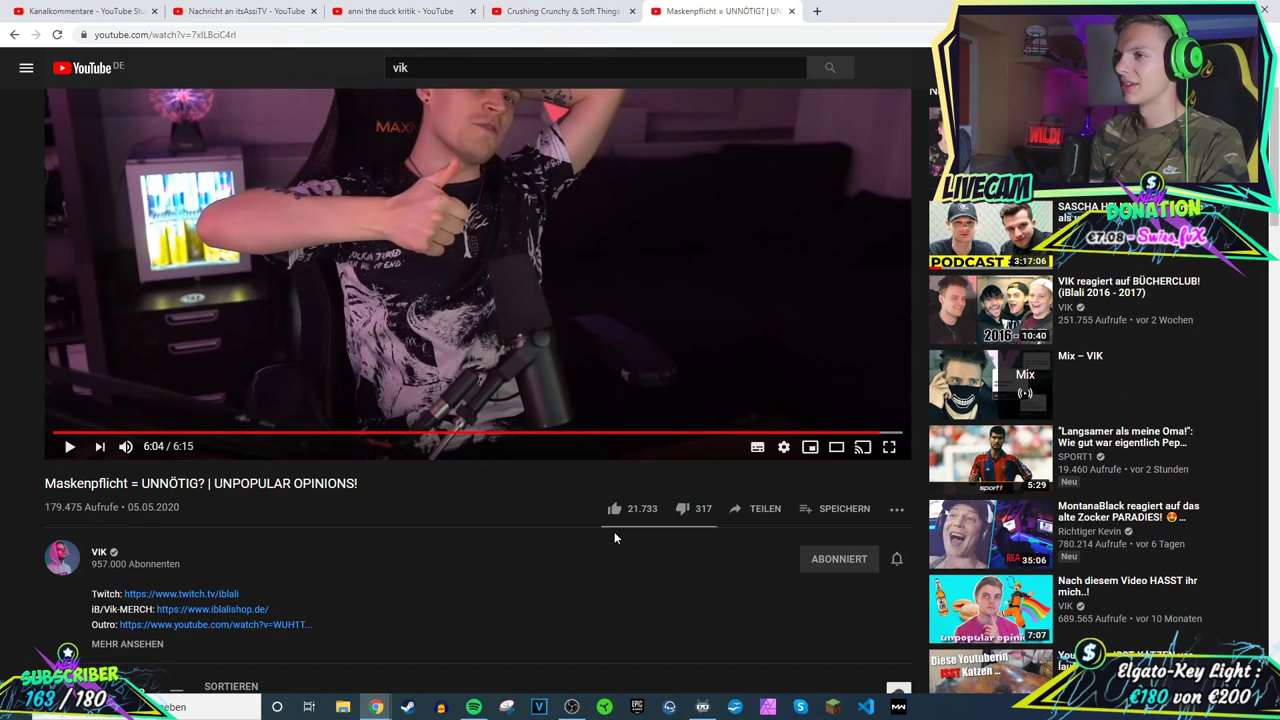 Kanalkommentare - YouTube Stu
Nachricht an itsAssiTV - YouTube
anni the duck kritik - YouTube
Crushing Crunchy & Soft Things
Maskenpflicht = UNNÖTIG? | UN
youtube.com/watch?v=7xILBciC4rI
YouTube DE
vik
LIVECAM
WILD!
NEW
DONATION
€7.08 - Swiss_fuX
6:04 / 6:15
Maskenpflicht = UNNÖTIG? | UNPOPULAR OPINIONS!
179.475 Aufrufe • 05.05.2020
21.733
317
TEILEN
SPEICHERN
VIK
957.000 Abonnenten
ABONNIERT
Twitch: https://www.twitch.tv/iblali
iB/Vik-MERCH: https://www.iblalishop.de/
Outro: https://www.youtube.com/watch?v=WUH1T...
MEHR ANSEHEN
SORTIEREN
PODCAST
3:17:06
VIK reagiert auf BÜCHERCLUB!
(iBlali 2016 - 2017)
VIK
251.755 Aufrufe • vor 2 Wochen
2016 -
10:40
Mix
Mix – VIK
"Langsamer als meine Oma!":
Wie gut war eigentlich Pep...
SPORT1
19.460 Aufrufe • vor 2 Stunden
Neu
sport1
5:29
MontanaBlack reagiert auf das
alte Zocker PARADIES! 🤩 ...
Richtiger Kevin
780.214 Aufrufe • vor 6 Tagen
Neu
REA
35:06
Nach diesem Video HASST ihr
mich..!
VIK
689.565 Aufrufe • vor 10 Monaten
unpopular opini
7:07
Diese Youtuberin
ISST Katzen ...
NEW
SUBSCRIBER
163 / 180
Elgato-Key Light :
€180 von €200